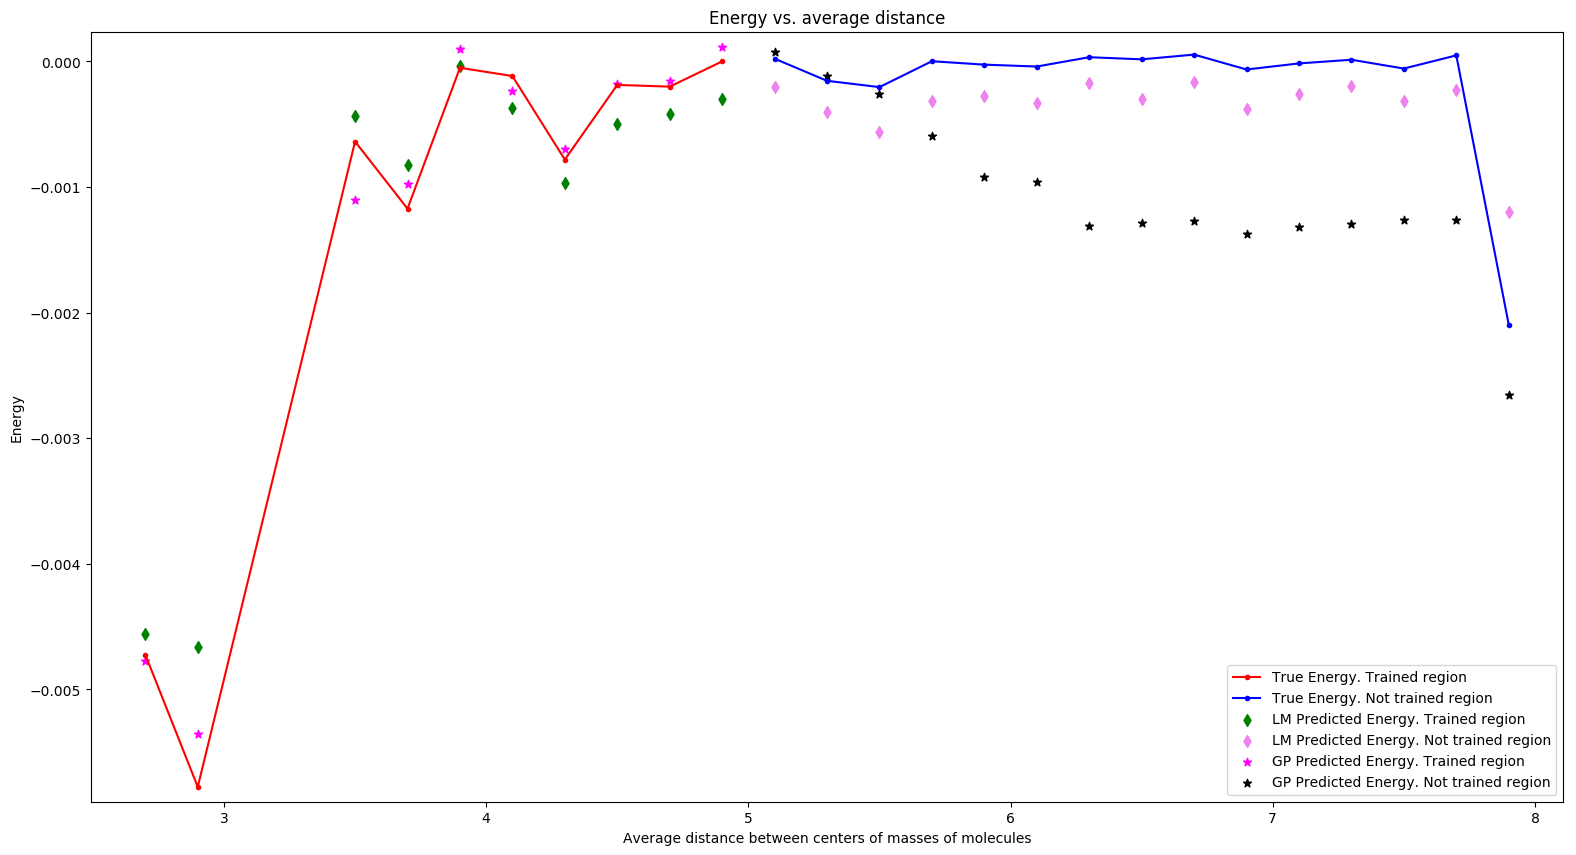 Energy vs. average distance
0.000
−0.001
−0.002
−0.003
−0.004
−0.005
Energy
3
4
5
6
7
8
Average distance between centers of masses of molecules
True Energy. Trained region
True Energy. Not trained region
LM Predicted Energy. Trained region
LM Predicted Energy. Not trained region
GP Predicted Energy. Trained region
GP Predicted Energy. Not trained region